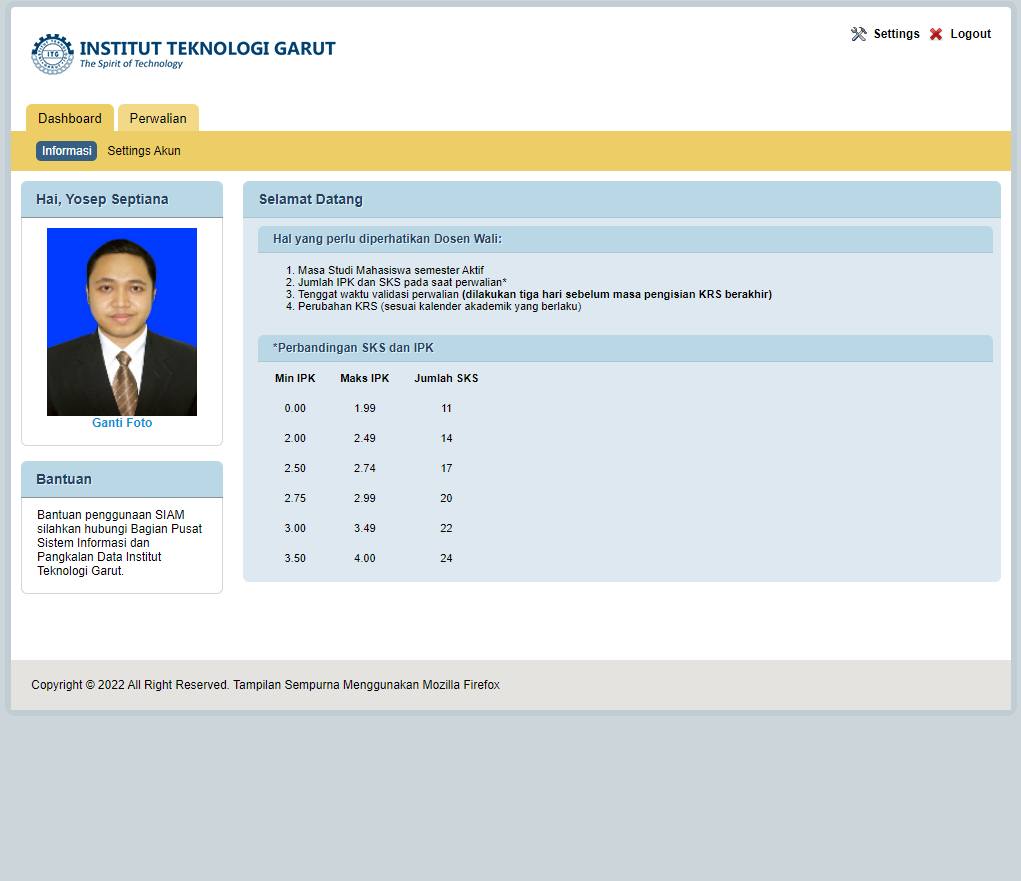 INSTITUT TEKNOLOGI GARUT
The Spirit of Technology
ITG
Settings
Logout
Dashboard
Perwalian
Informasi
Settings Akun
Hai, Yosep Septiana
Ganti Foto
Bantuan
Bantuan penggunaan SIAM
silahkan hubungi Bagian Pusat
Sistem Informasi dan
Pangkalan Data Institut
Teknologi Garut.
Selamat Datang
Hal yang perlu diperhatikan Dosen Wali:
1. Masa Studi Mahasiswa semester Aktif
2. Jumlah IPK dan SKS pada saat perwalian*
3. Tenggat waktu validasi perwalian (dilakukan tiga hari sebelum masa pengisian KRS berakhir)
4. Perubahan KRS (sesuai kalender akademik yang berlaku)
*Perbandingan SKS dan IPK
Min IPK Maks IPK Jumlah SKS
0.00 1.99 11
2.00 2.49 14
2.50 2.74 17
2.75 2.99 20
3.00 3.49 22
3.50 4.00 24
Copyright © 2022 All Right Reserved. Tampilan Sempurna Menggunakan Mozilla Firefox